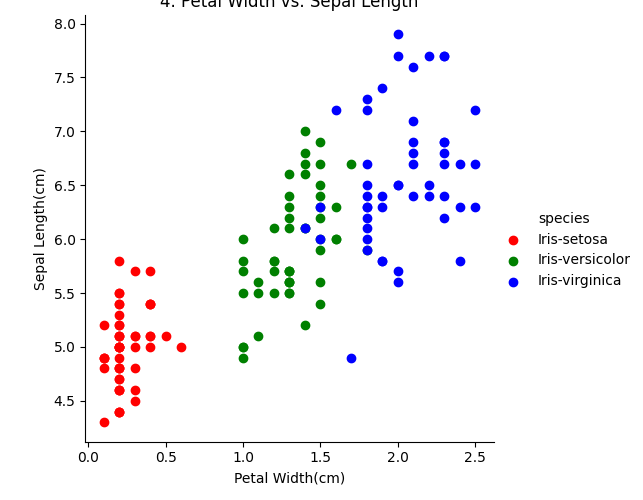 4. Petal Width vs. Sepal Length
8.0
7.5
7.0
6.5
6.0
5.5
5.0
4.5
Sepal Length(cm)
0.0 0.5 1.0 1.5 2.0 2.5
Petal Width(cm)
species
Iris-setosa
Iris-versicolor
Iris-virginica